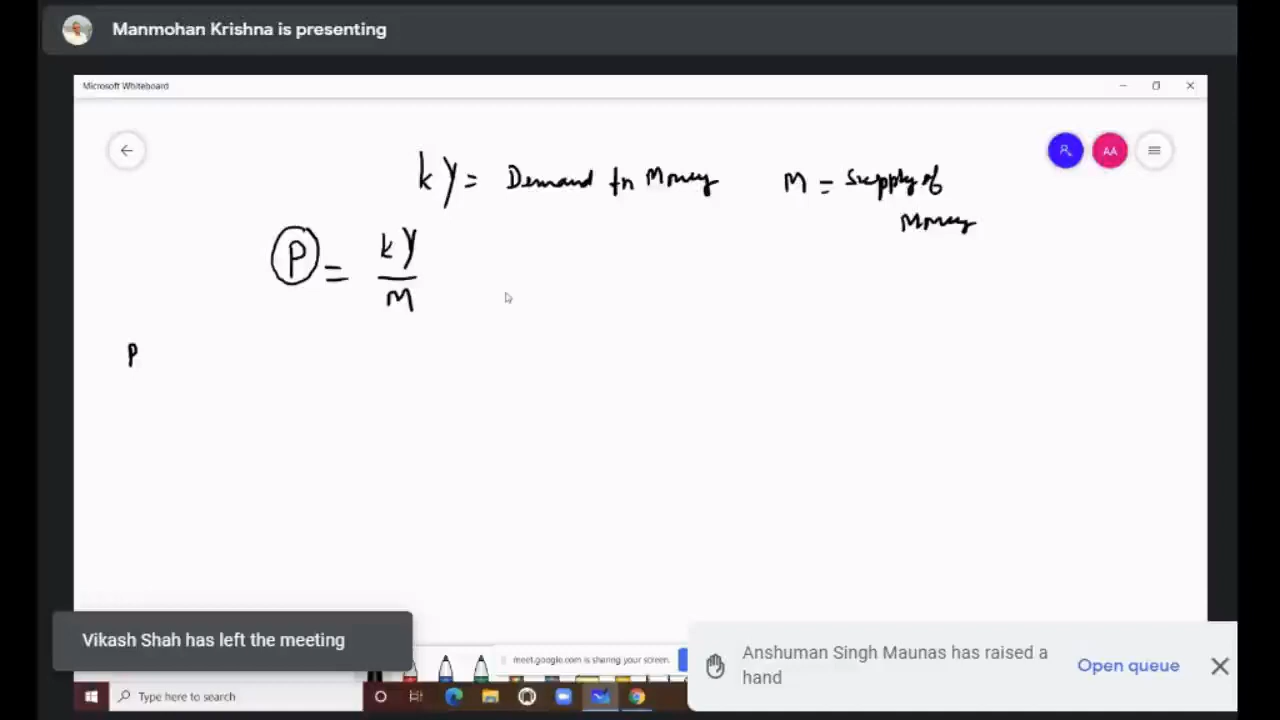 Manmohan Krishna is presenting
Microsoft Whiteboard
AA
kY = Demand for Money M = Supply of
Money
P = kY
M
P
Vikash Shah has left the meeting
meet.google.com is sharing your screen.
Anshuman Singh Maunas has raised a
hand
Open queue
Type here to search